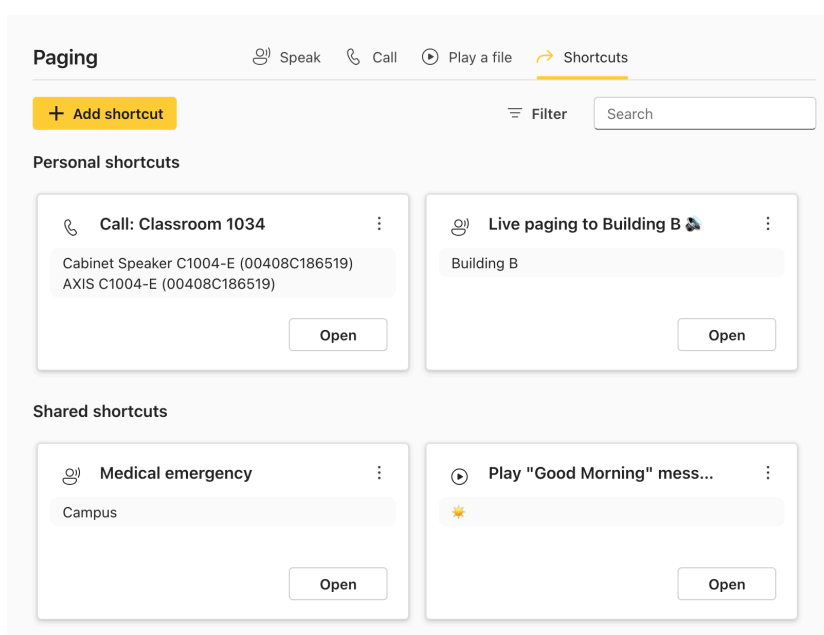 Paging
Speak
Call
Play a file
Shortcuts
Add shortcut
Filter
Search
Personal shortcuts
Call: Classroom 1034
Cabinet Speaker C1004-E (00408C186519)
AXIS C1004-E (00408C186519)
Open
Live paging to Building B 🔊
Building B
Open
Shared shortcuts
Medical emergency
Campus
Open
Play "Good Morning" mess...
☀️
Open